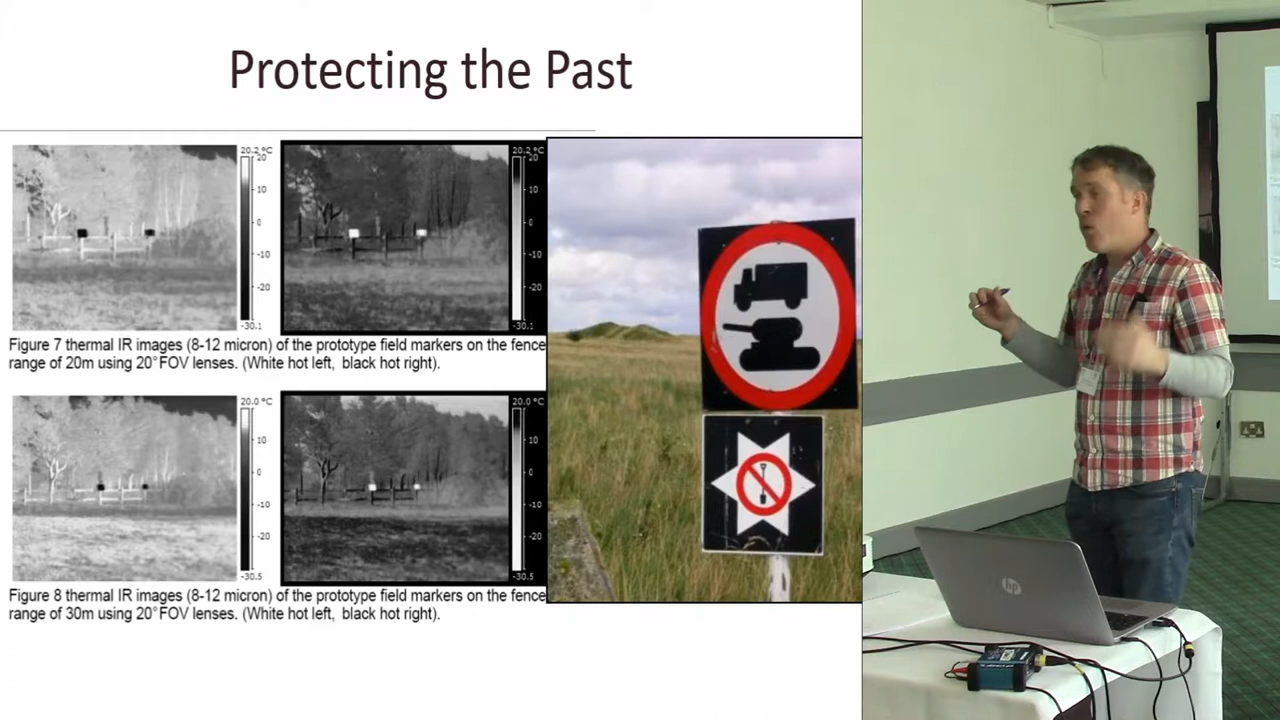 Protecting the Past
20.2 °C
20
10
0
-10
-20
-30.1
20.2 °C
20
10
0
-10
-20
-30.1
Figure 7 thermal IR images (8-12 micron) of the prototype field markers on the fence
range of 20m using 20°FOV lenses. (White hot left, black hot right).
20.0 °C
10
0
-10
-20
-30.5
20.0 °C
10
0
-10
-20
-30.5
Figure 8 thermal IR images (8-12 micron) of the prototype field markers on the fence
range of 30m using 20°FOV lenses. (White hot left, black hot right).
hp